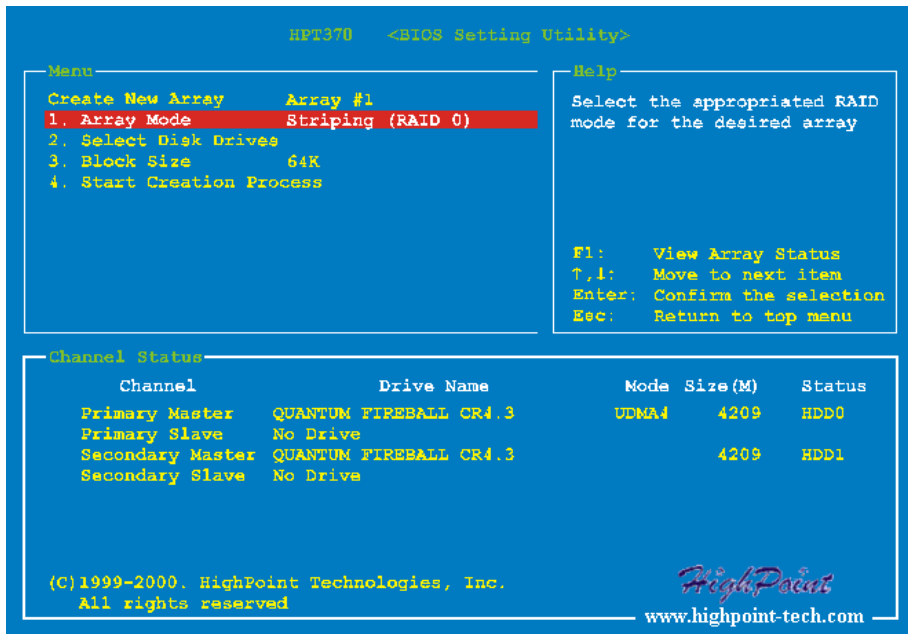 HPT370 <BIOS Setting Utility>
Menu
Create New Array Array #1
1. Array Mode Striping (RAID 0)
2. Select Disk Drives
3. Block Size 64K
4. Start Creation Process
Help
Select the appropriated RAID
mode for the desired array
F1: View Array Status
↑,↓: Move to next item
Enter: Confirm the selection
Esc: Return to top menu
Channel Status
Channel Drive Name Mode Size(M) Status
Primary Master QUANTUM FIREBALL CR4.3 UDMA4 4209 HDD0
Primary Slave No Drive
Secondary Master QUANTUM FIREBALL CR4.3 4209 HDD1
Secondary Slave No Drive
(C)1999-2000. HighPoint Technologies, Inc.
All rights reserved
HighPoint
www.highpoint-tech.com